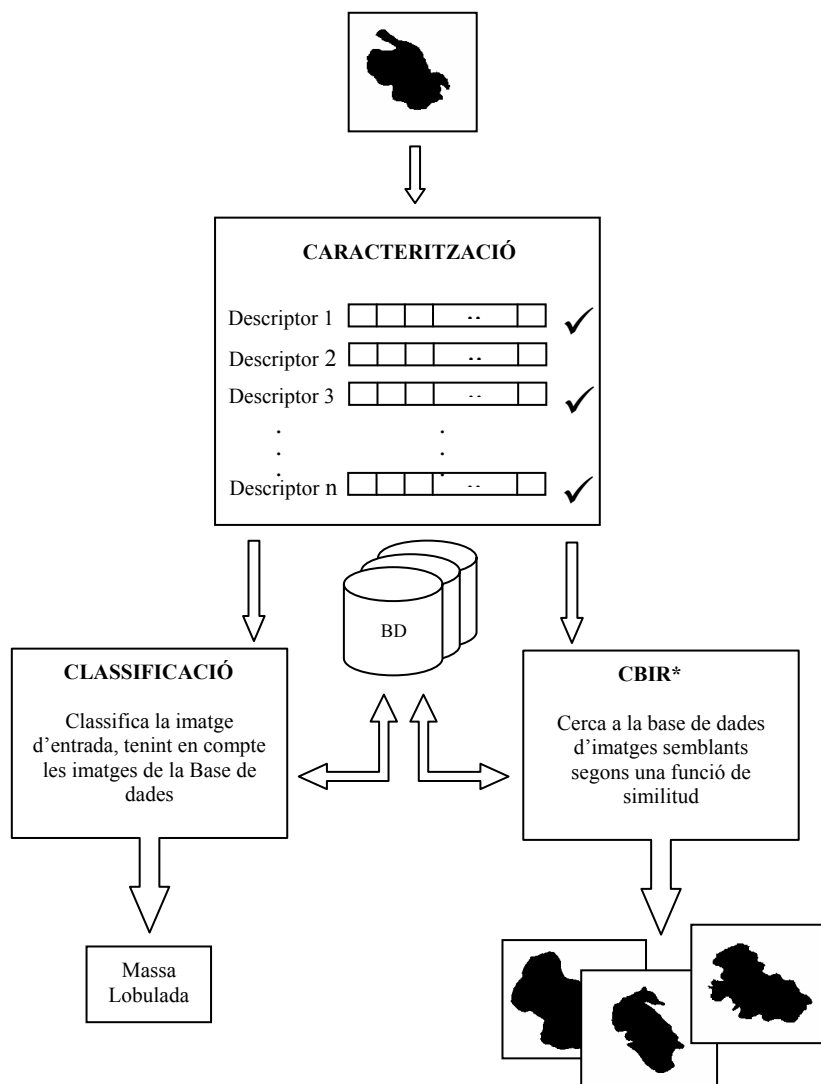 CARACTERITZACIÓ
Descriptor 1
..
Descriptor 2
..
Descriptor 3
..
Descriptor n
..
BD
CLASSIFICACIÓ
Classifica la imatge
d’entrada, tenint en compte
les imatges de la Base de
dades
CBIR*
Cerca a la base de dades
d’imatges semblants
segons una funció de
similitud
Massa
Lobulada